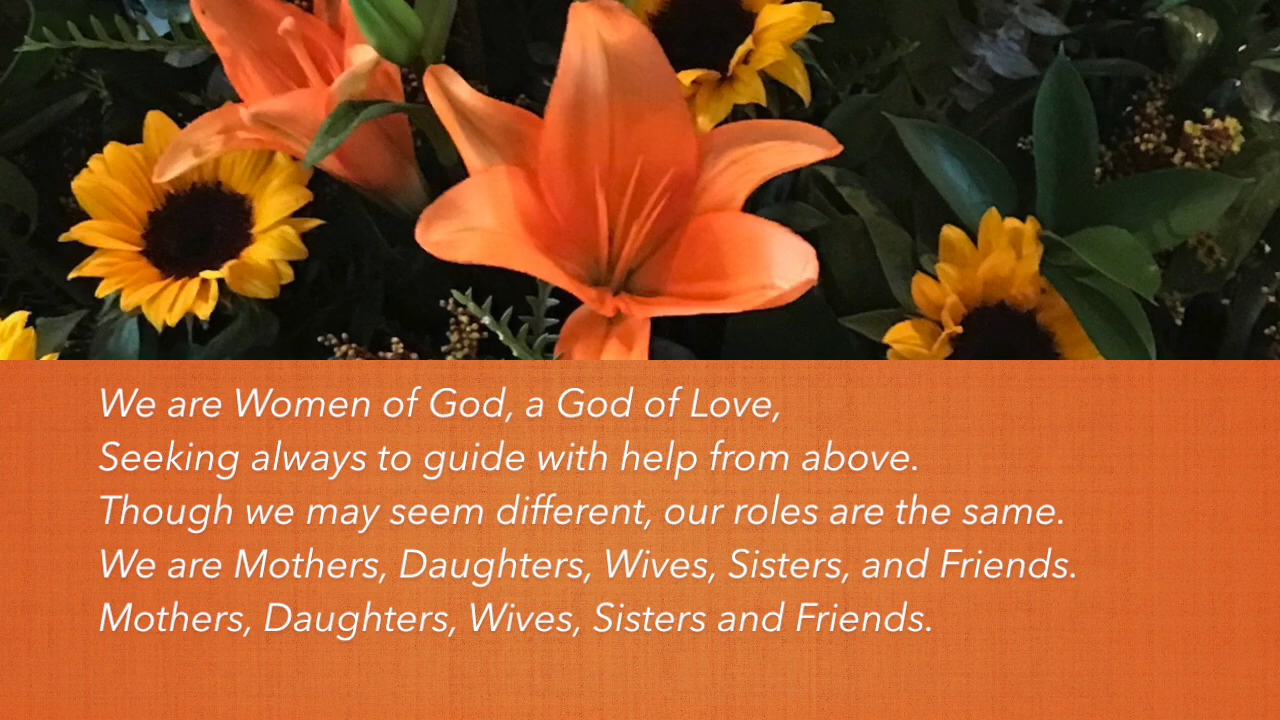 We are Women of God, a God of Love,
Seeking always to guide with help from above.
Though we may seem different, our roles are the same.
We are Mothers, Daughters, Wives, Sisters, and Friends.
Mothers, Daughters, Wives, Sisters and Friends.